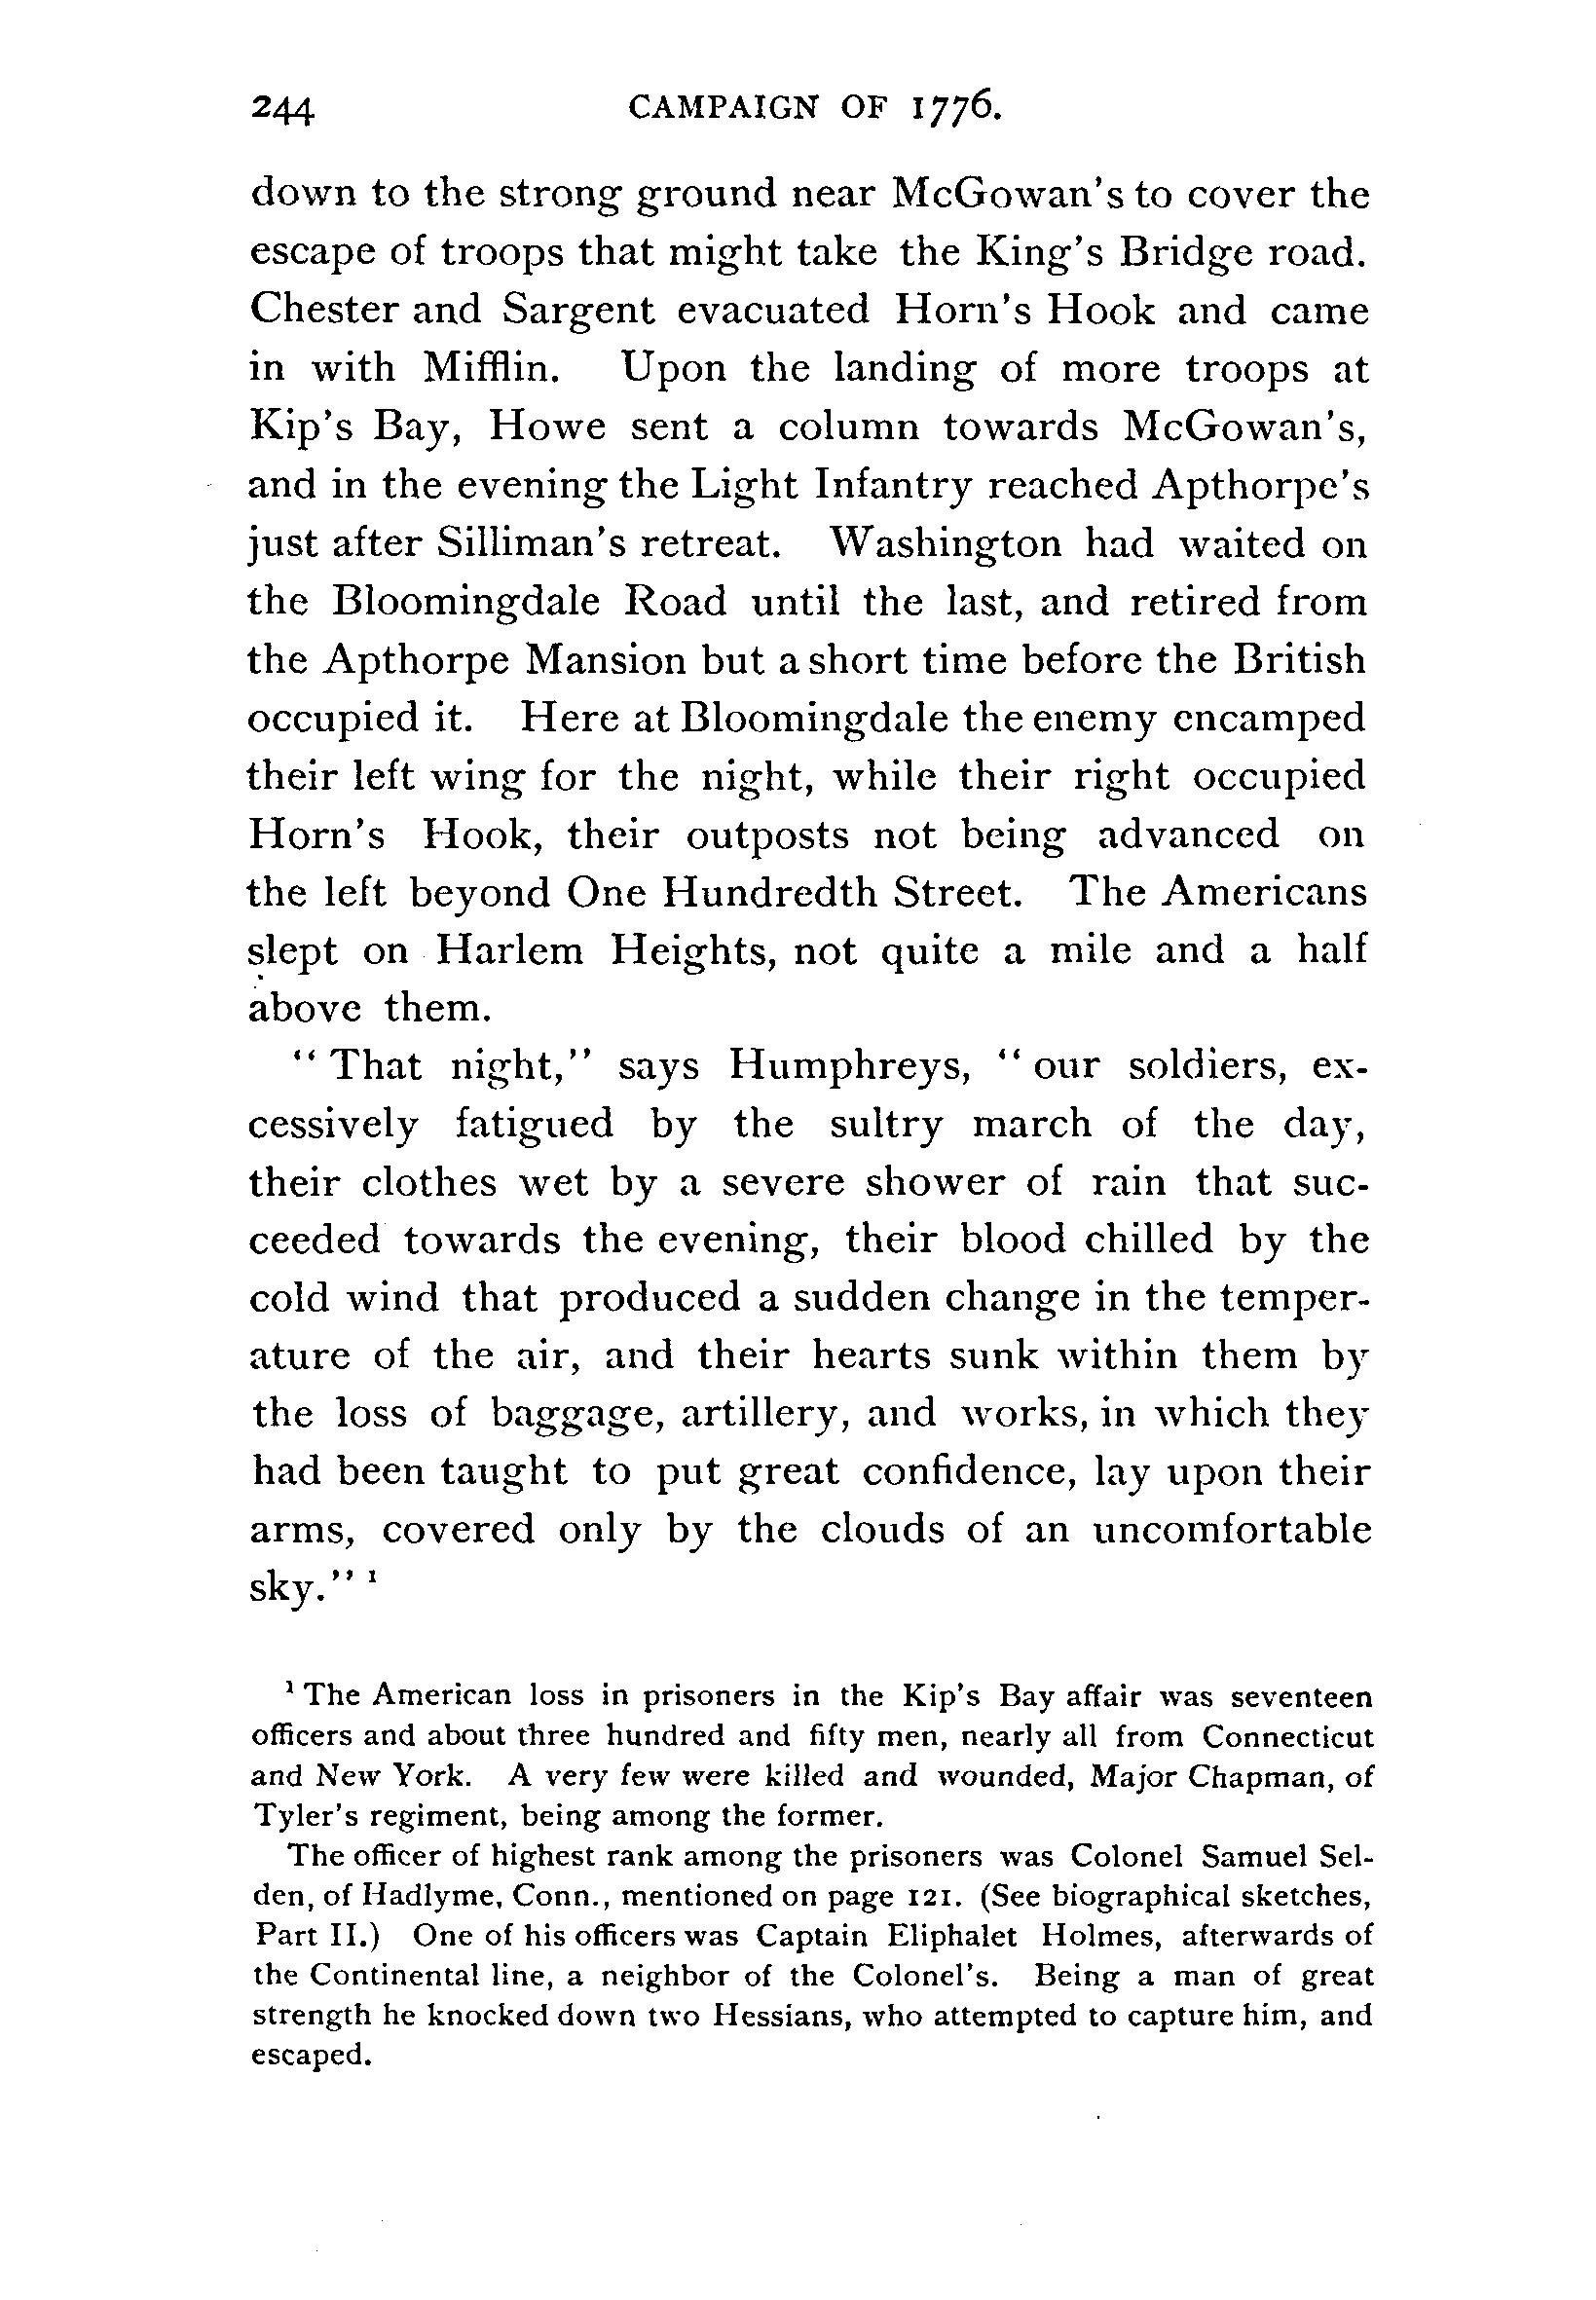 244 CAMPAIGN OF 1776.
down to the strong ground near McGowan's to cover the
escape of troops that might take the King's Bridge road.
Chester and Sargent evacuated Horn's Hook and came
in with Mifflin. Upon the landing of more troops at
Kip's Bay, Howe sent a column towards McGowan's,
and in the evening the Light Infantry reached Apthorpe's
just after Silliman's retreat. Washington had waited on
the Bloomingdale Road until the last, and retired from
the Apthorpe Mansion but a short time before the British
occupied it. Here at Bloomingdale the enemy encamped
their left wing for the night, while their right occupied
Horn's Hook, their outposts not being advanced on
the left beyond One Hundredth Street. The Americans
slept on Harlem Heights, not quite a mile and a half
above them.
"That night," says Humphreys, "our soldiers, ex-
cessively fatigued by the sultry march of the day,
their clothes wet by a severe shower of rain that suc-
ceeded towards the evening, their blood chilled by the
cold wind that produced a sudden change in the temper-
ature of the air, and their hearts sunk within them by
the loss of baggage, artillery, and works, in which they
had been taught to put great confidence, lay upon their
arms, covered only by the clouds of an uncomfortable
sky." 1
1 The American loss in prisoners in the Kip's Bay affair was seventeen
officers and about three hundred and fifty men, nearly all from Connecticut
and New York. A very few were killed and wounded, Major Chapman, of
Tyler's regiment, being among the former.
The officer of highest rank among the prisoners was Colonel Samuel Sel-
den, of Hadlyme, Conn., mentioned on page 121. (See biographical sketches,
Part II.) One of his officers was Captain Eliphalet Holmes, afterwards of
the Continental line, a neighbor of the Colonel's. Being a man of great
strength he knocked down two Hessians, who attempted to capture him, and
escaped.